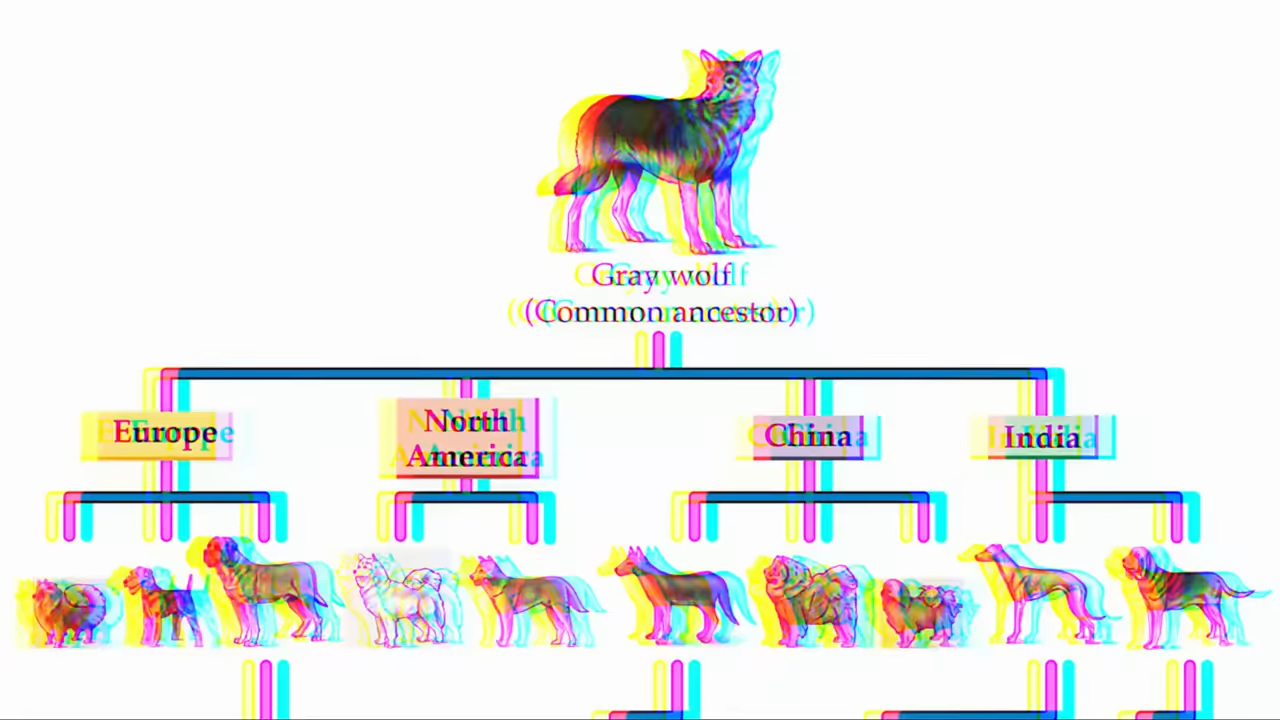 Gray wolf
(Common ancestor)
Europe
North
America
China
India